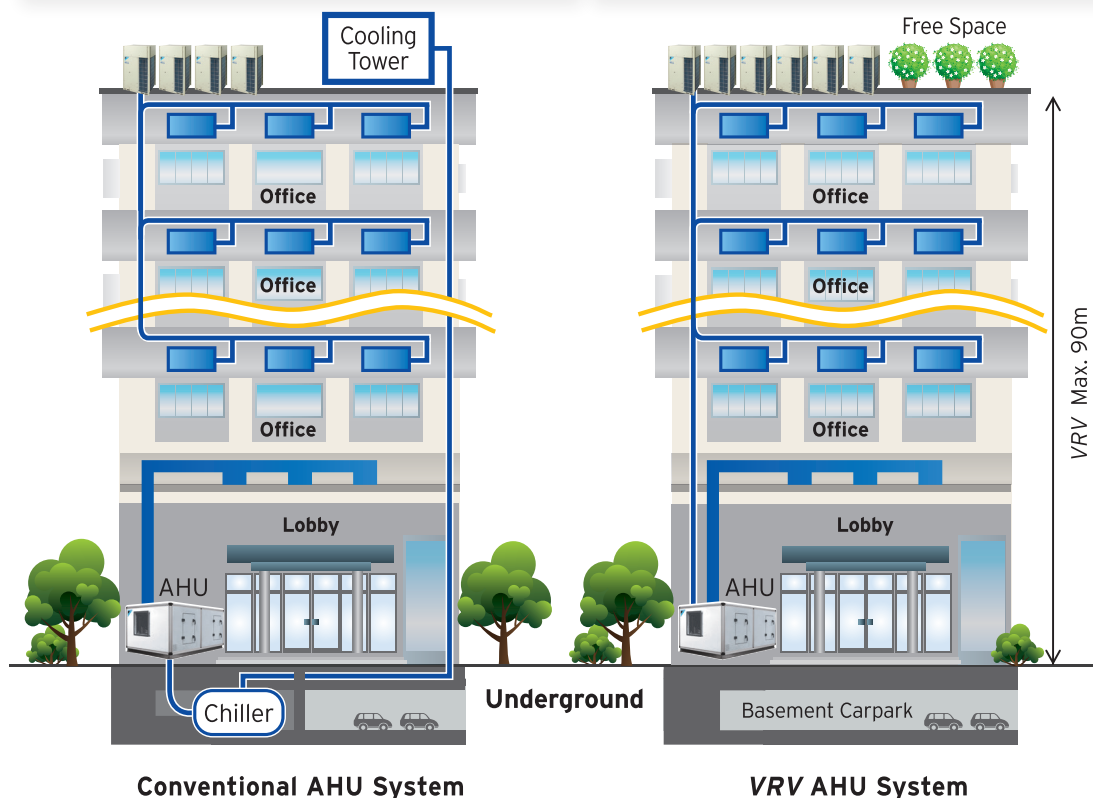 Cooling
Tower
Office
Office
Office
Lobby
AHU
Chiller
Conventional AHU System
Underground
Free Space
Office
Office
Office
VRV Max. 90m
Lobby
AHU
Basement Carpark
VRV AHU System